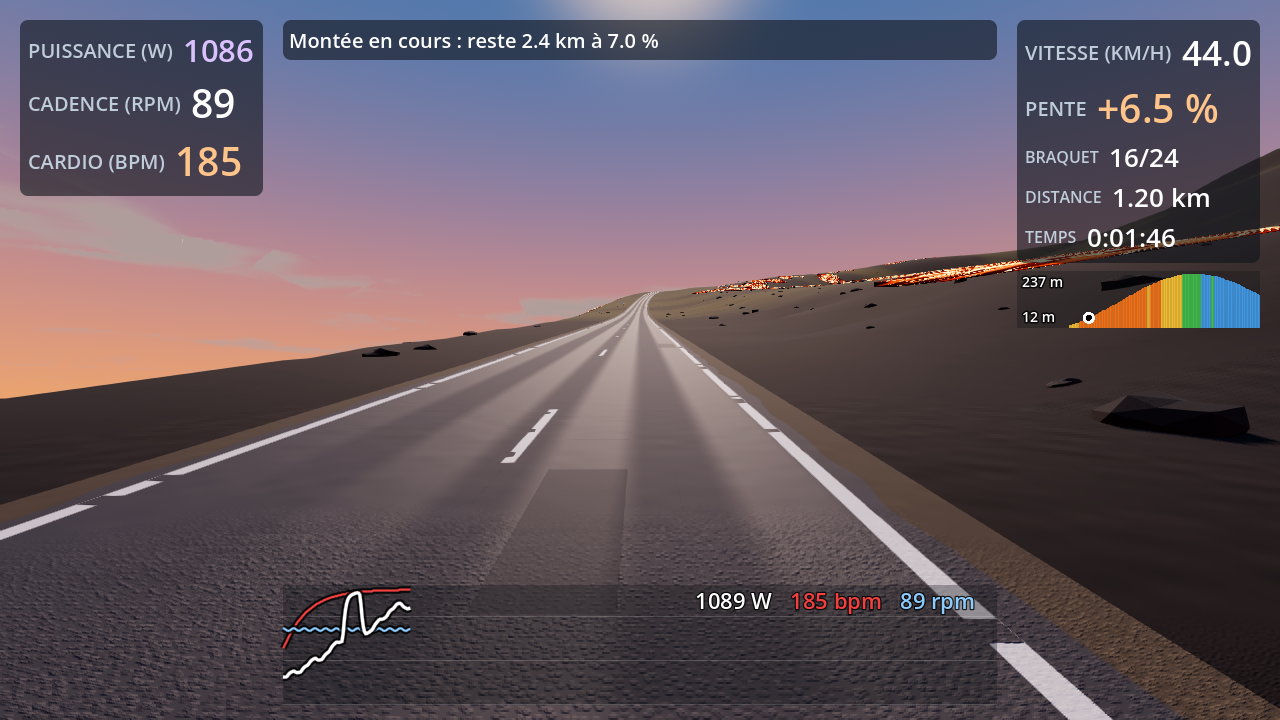 PUISSANCE (W) 1086
CADENCE (RPM) 89
CARDIO (BPM) 185
Montée en cours : reste 2.4 km à 7.0 %
VITESSE (KM/H) 44.0
PENTE +6.5 %
BRAQUET 16/24
DISTANCE 1.20 km
TEMPS 0:01:46
237 m
12 m
1089 W 185 bpm 89 rpm